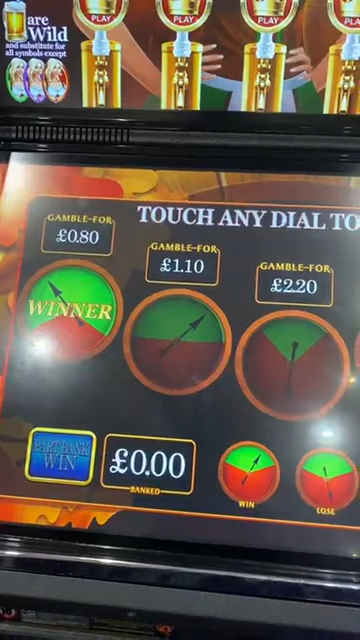 PLAY
PLAY
PLAY
PLAY
are
Wild
and substitute for
all symbols except
TOUCH ANY DIAL TO
GAMBLE-FOR
£0.80
GAMBLE-FOR
£1.10
GAMBLE-FOR
£2.20
WINNER
PART BANK
WIN
£0.00
BANKED
WIN
LOSE